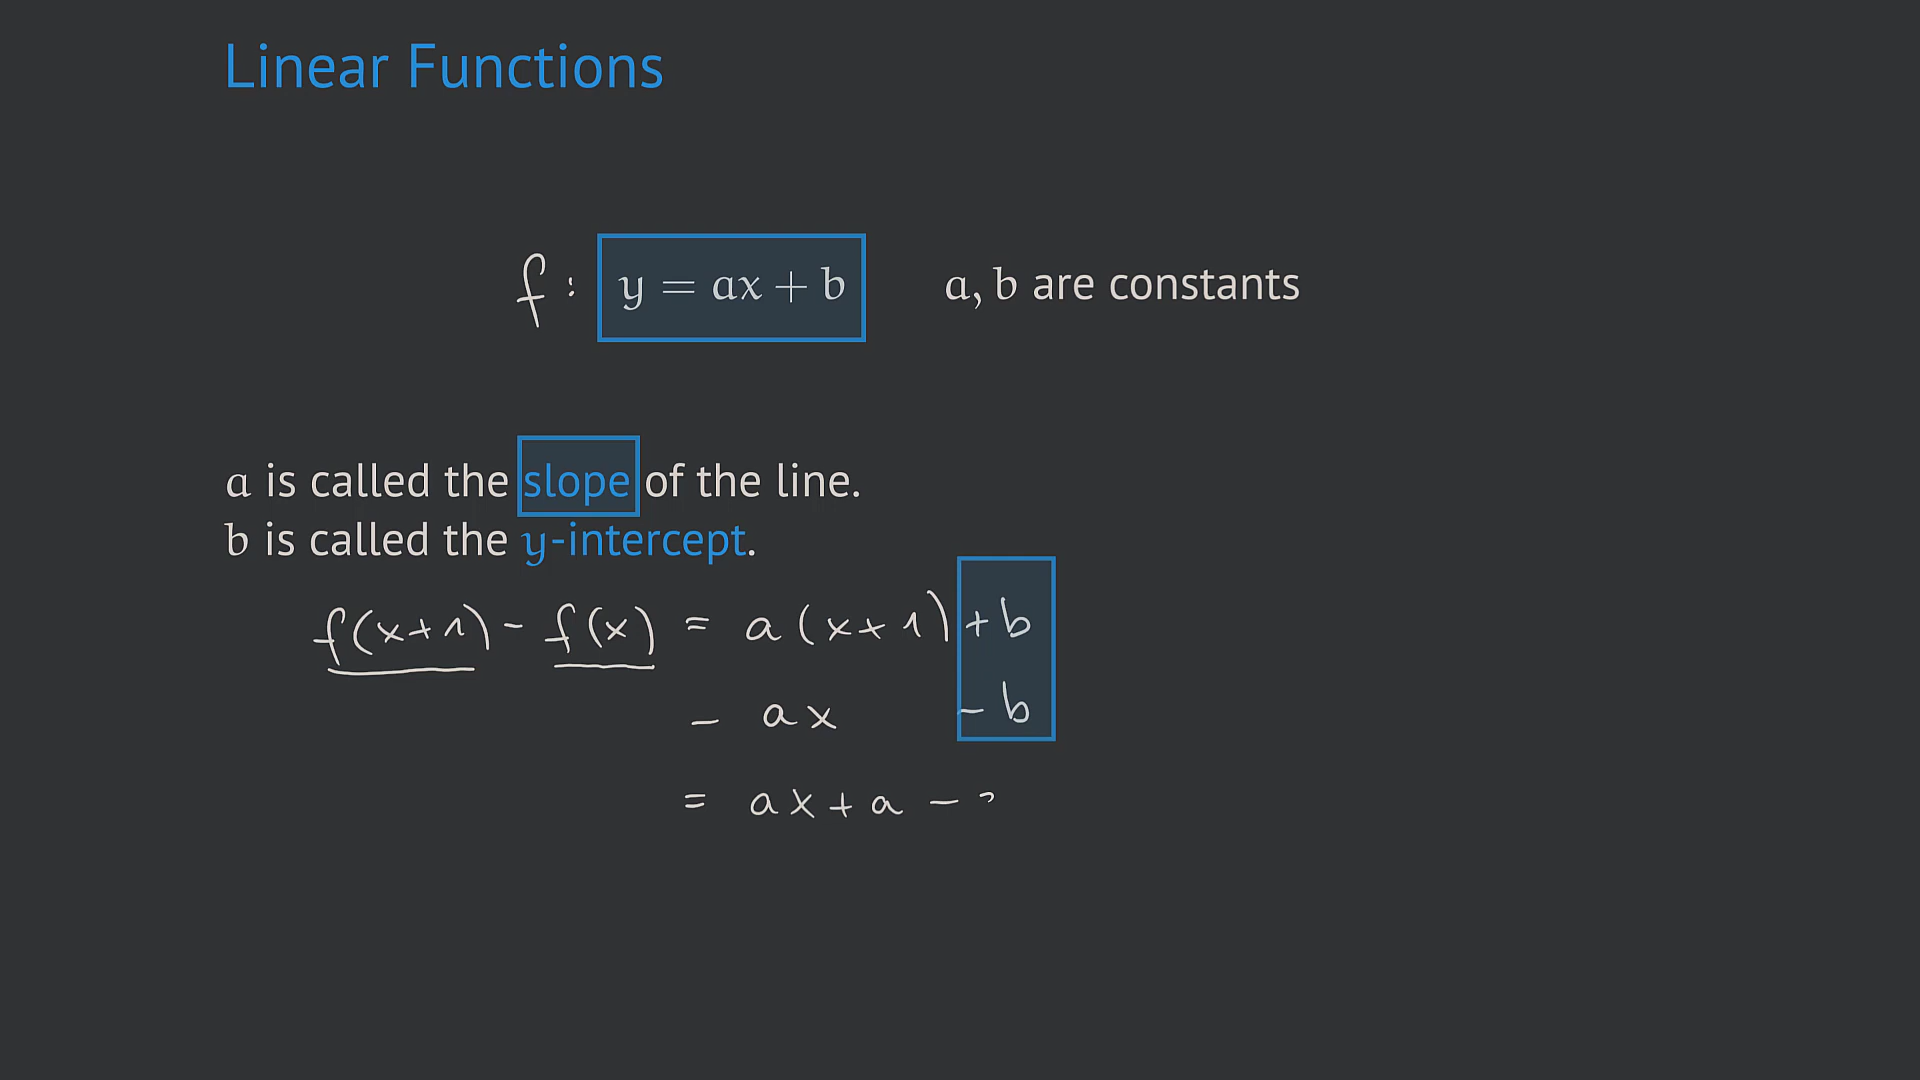 Linear Functions
f : y = ax + b a, b are constants
a is called the slope of the line.
b is called the y-intercept.
f(x+1) - f(x) = a(x+1) + b
- ax - b
= ax + a -